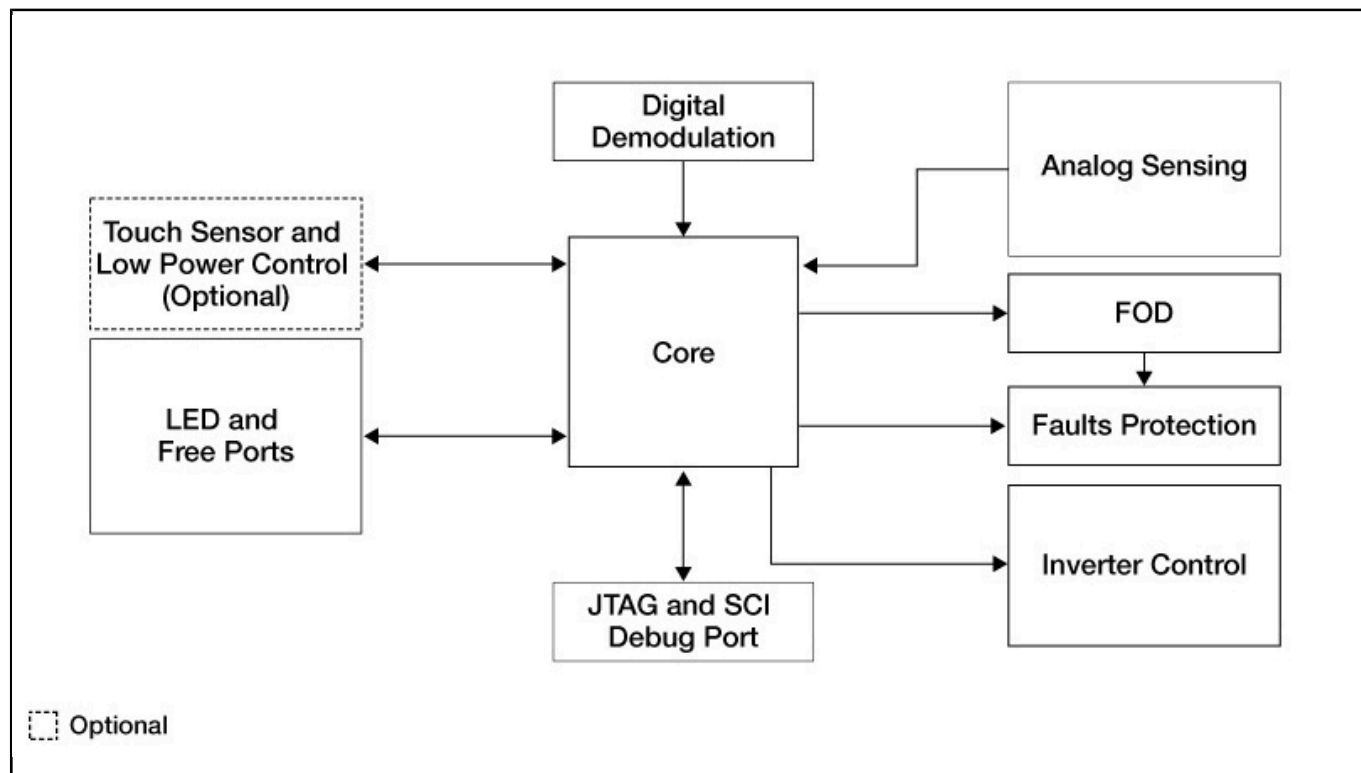 Digital
Demodulation
Analog Sensing
Touch Sensor and
Low Power Control
(Optional)
FOD
Core
Faults Protection
LED and
Free Ports
Inverter Control
JTAG and SCI
Debug Port
Optional